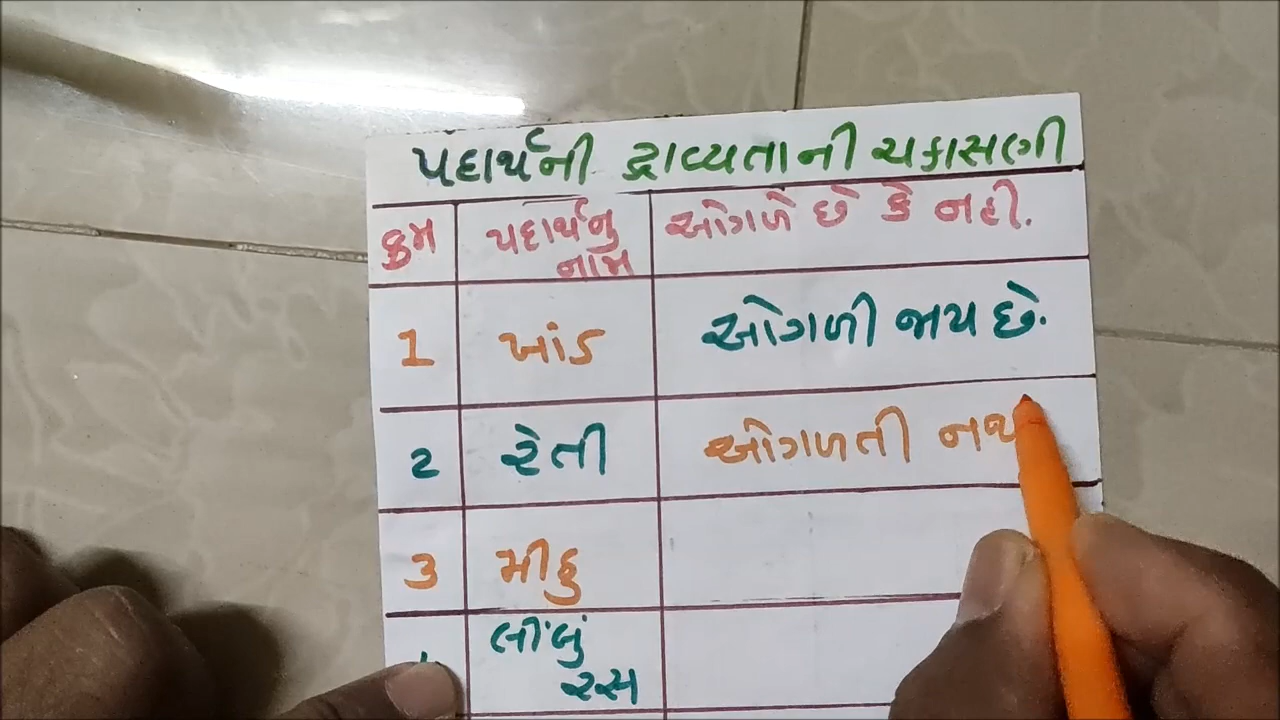 પદાર્થની દ્રાવ્યતાની ચકાસણી
ક્રમ પદાર્થનુ નામ ઓગળે છે કે નહી.
1 ખાંડ ઓગળી જાય છે.
2 રેતી ઓગળતી
3 મીઠુ
લીંબું
રસ